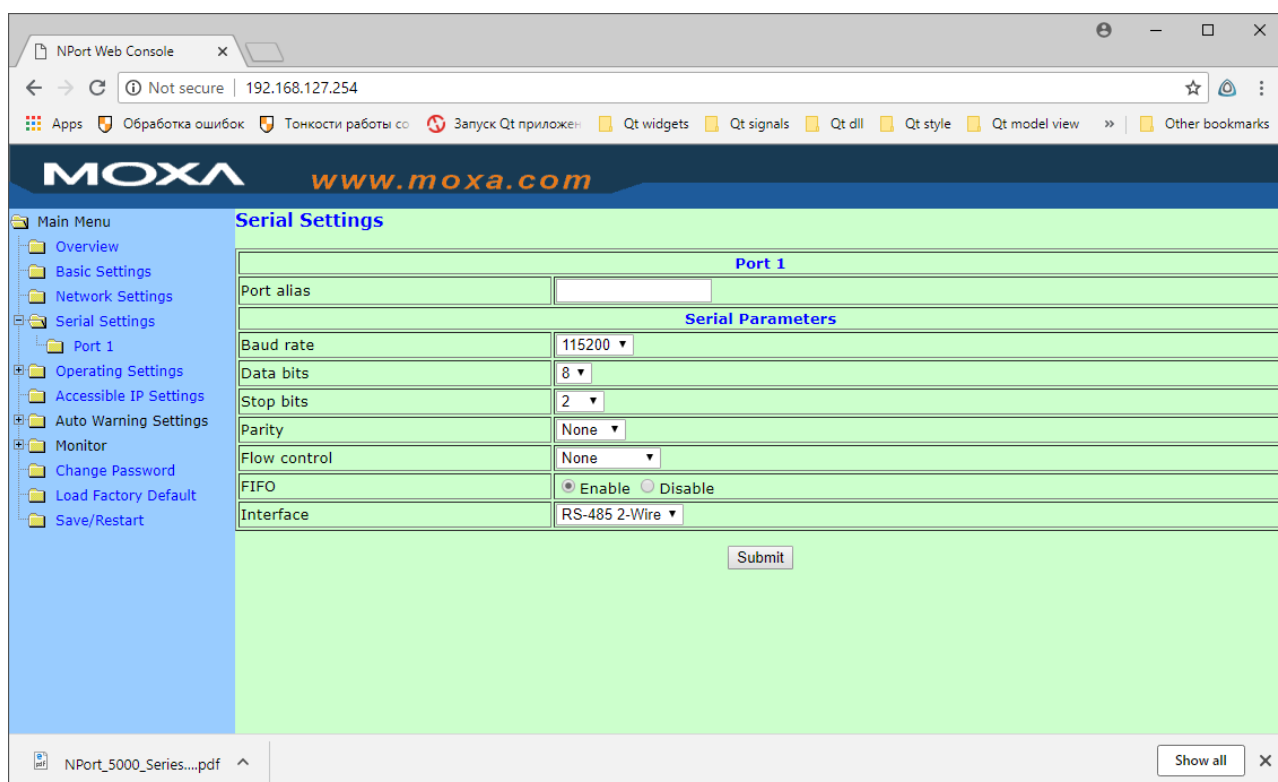 NPort Web Console
Not secure 192.168.127.254
Apps Обработка ошибок Тонкости работы со Запуск Qt приложен Qt widgets Qt signals Qt dll Qt style Qt model view » Other bookmarks
MOXA www.moxa.com
Main Menu
Overview
Basic Settings
Network Settings
Serial Settings
Port 1
Operating Settings
Accessible IP Settings
Auto Warning Settings
Monitor
Change Password
Load Factory Default
Save/Restart
Serial Settings
Port 1
Port alias
Serial Parameters
Baud rate 115200
Data bits 8
Stop bits 2
Parity None
Flow control None
FIFO Enable Disable
Interface RS-485 2-Wire
Submit
NPort_5000_Series....pdf
Show all